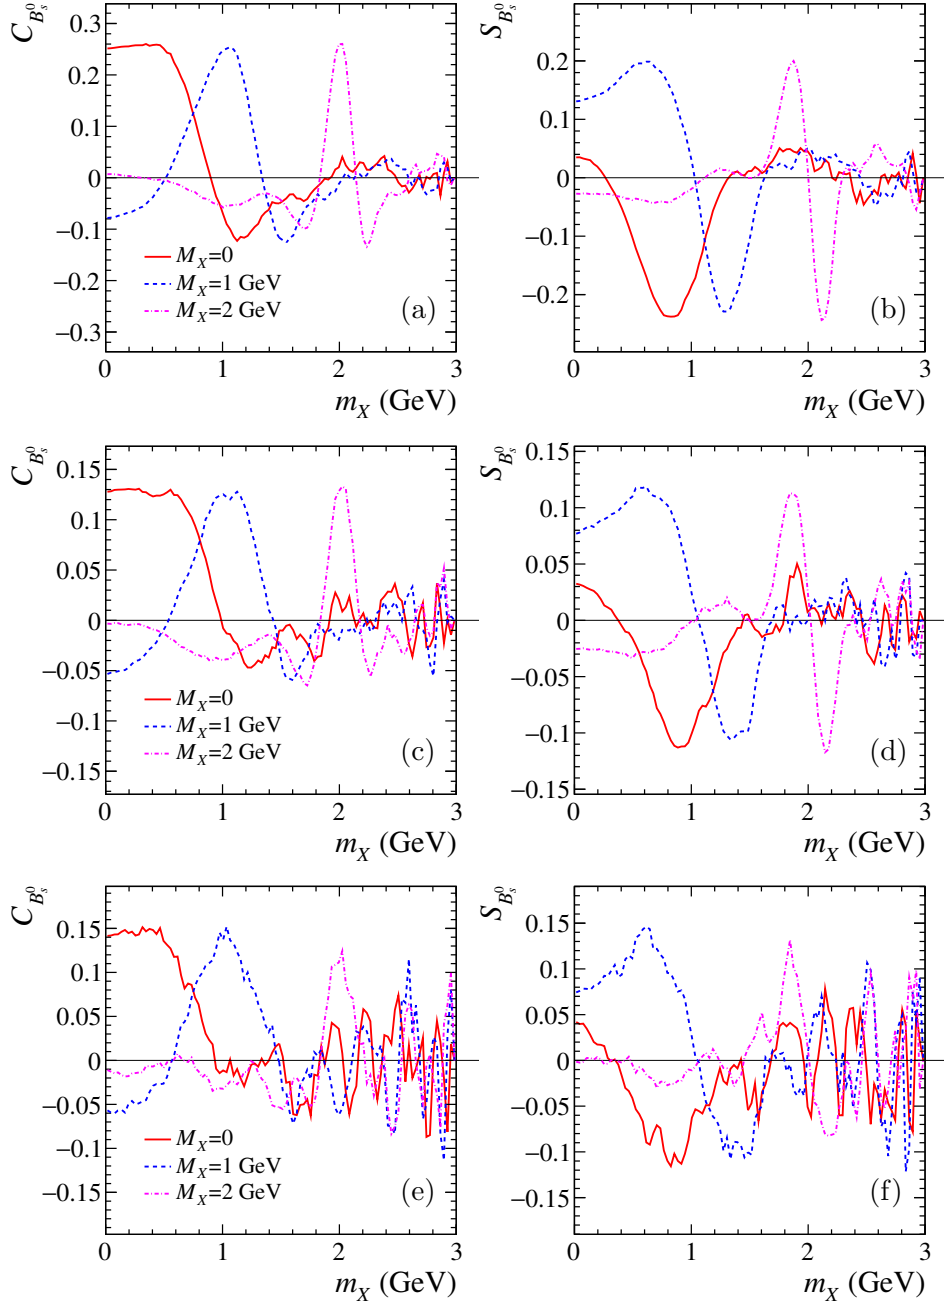 C_{B_s^0}
0.3
0.2
0.1
0
−0.1
−0.2
−0.3
M_X=0
M_X=1 GeV
M_X=2 GeV
(a)
0 1 2 3
m_X (GeV)
S_{B_s^0}
0.2
0.1
0
−0.1
−0.2
(b)
0 1 2 3
m_X (GeV)
C_{B_s^0}
0.15
0.1
0.05
0
−0.05
−0.1
−0.15
M_X=0
M_X=1 GeV
M_X=2 GeV
(c)
0 1 2 3
m_X (GeV)
S_{B_s^0}
0.15
0.1
0.05
0
−0.05
−0.1
−0.15
(d)
0 1 2 3
m_X (GeV)
C_{B_s^0}
0.15
0.1
0.05
0
−0.05
−0.1
−0.15
M_X=0
M_X=1 GeV
M_X=2 GeV
(e)
0 1 2 3
m_X (GeV)
S_{B_s^0}
0.15
0.1
0.05
0
−0.05
−0.1
−0.15
(f)
0 1 2 3
m_X (GeV)